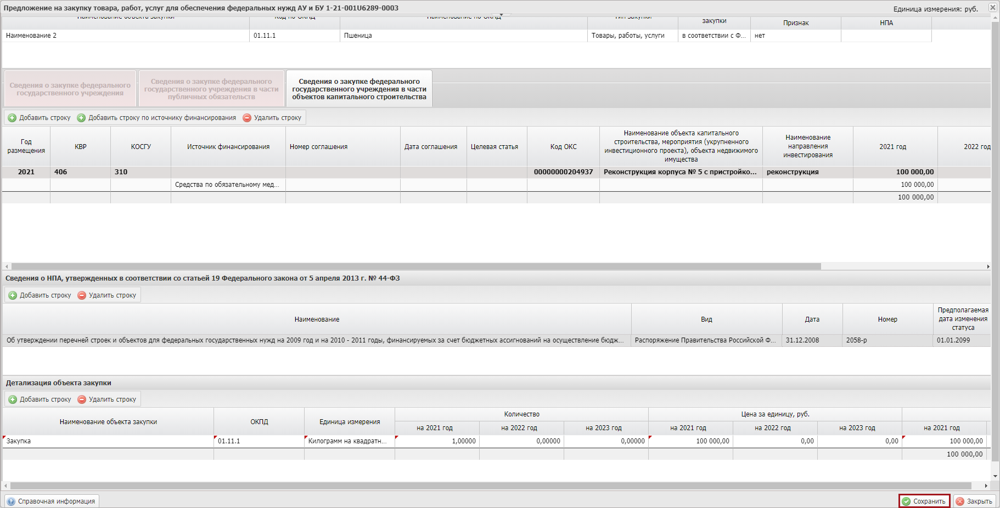 Предложение на закупку товара, работ, услуг для обеспечения федеральных нужд АУ и БУ 1-21-001U6289-0003
Единица измерения: руб.
Наименование объекта закупки
Код по ОКПД
Наименование по ОКПД
Тип закупки
закупки
Признак
НПА
Наименование 2
01.11.1
Пшеница
Товары, работы, услуги
в соответствии с Ф...
нет
Сведения о закупке федерального
государственного учреждения
Сведения о закупке федерального
государственного учреждения в части
публичных обязательств
Сведения о закупке федерального
государственного учреждения в части
объектов капитального строительства
Добавить строку
Добавить строку по источнику финансирования
Удалить строку
Год
размещения
КВР
КОСГУ
Источник финансирования
Номер соглашения
Дата соглашения
Целевая статья
Код ОКС
Наименование объекта капитального
строительства, мероприятия (укрупненного
инвестиционного проекта), объекта недвижимого
имущества
Наименование
направления
инвестирования
2021 год
2022 год
2021
406
310
00000000204937
Реконструкция корпуса № 5 с пристройко...
реконструкция
100 000,00
Средства по обязательному мед...
100 000,00
100 000,00
Сведения о НПА, утвержденных в соответствии со статьей 19 Федерального закона от 5 апреля 2013 г. № 44-ФЗ
Добавить строку
Удалить строку
Наименование
Вид
Дата
Номер
Предполагаемая
дата изменения
статуса
Об утверждении перечней строек и объектов для федеральных государственных нужд на 2009 год и на 2010 - 2011 годы, финансируемых за счет бюджетных ассигнований на осуществление бюдж...
Распоряжение Правительства Российской Ф...
31.12.2008
2058-р
01.01.2099
Детализация объекта закупки
Добавить строку
Удалить строку
Наименование объекта закупки
ОКПД
Единица измерения
Количество
Цена за единицу, руб.
на 2021 год
на 2022 год
на 2023 год
на 2021 год
на 2022 год
на 2023 год
на 2021 год
Закупка
01.11.1
Килограмм на квадратн...
1,00000
0,00000
0,00000
100 000,00
0,00
0,00
100 000,00
100 000,00
Справочная информация
Сохранить
Закрыть